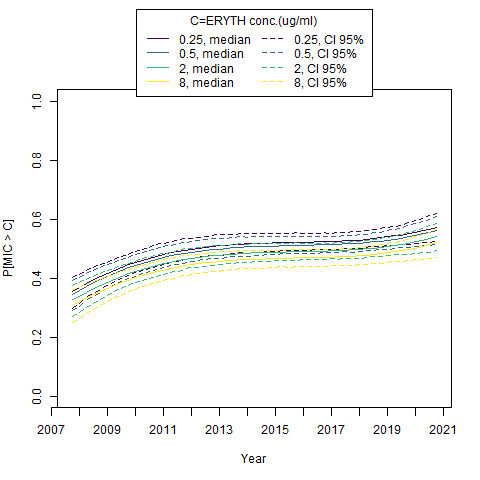 C=ERYTH conc.(ug/ml)
0.25, median 0.25, CI 95%
0.5, median 0.5, CI 95%
2, median 2, CI 95%
8, median 8, CI 95%
1.0
0.8
0.6
0.4
0.2
0.0
P[MIC > C]
2007 2009 2011 2013 2015 2017 2019 2021
Year